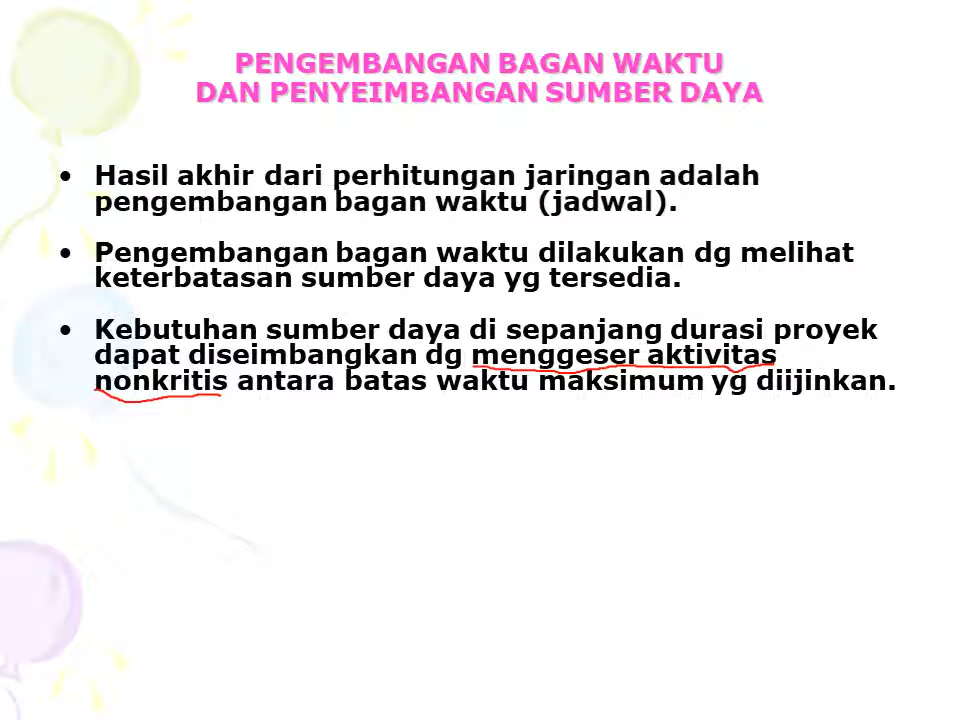 PENGEMBANGAN BAGAN WAKTU
DAN PENYEIMBANGAN SUMBER DAYA
• Hasil akhir dari perhitungan jaringan adalah
pengembangan bagan waktu (jadwal).
• Pengembangan bagan waktu dilakukan dg melihat
keterbatasan sumber daya yg tersedia.
• Kebutuhan sumber daya di sepanjang durasi proyek
dapat diseimbangkan dg menggeser aktivitas
nonkritis antara batas waktu maksimum yg diijinkan.